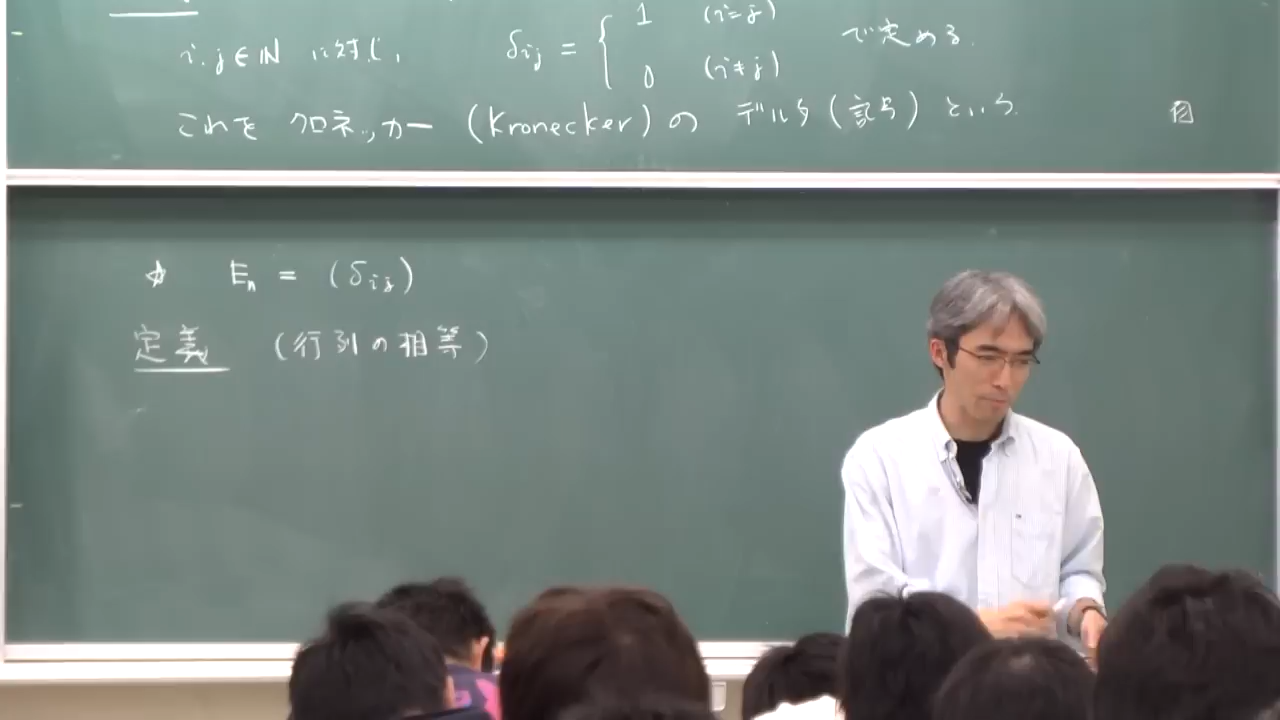 i, j ∈ ℕ に対し, δij = { 1 (i = j) 0 (i ≠ j) で定める.
これを クロネッカー (Kronecker) の デルタ (記号) という.
☆ En = (δij)
定義 (行列の相等)